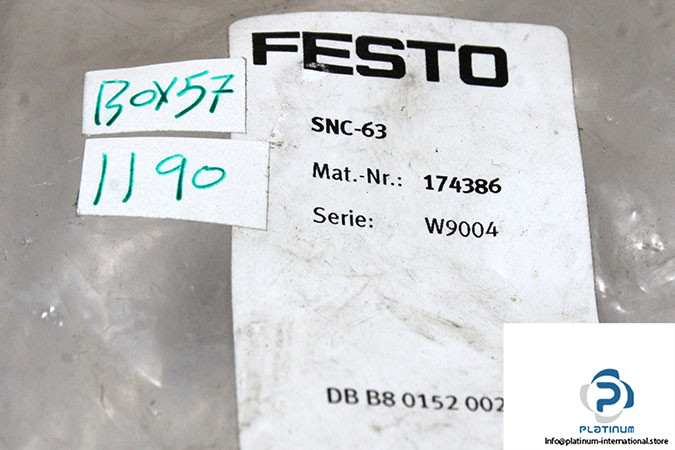 FESTO
BOX57
1190
SNC-63
Mat.-Nr.: 174386
Serie: W9004
DB B8 0152 002
PLATINUM
Info@platinum-international.store